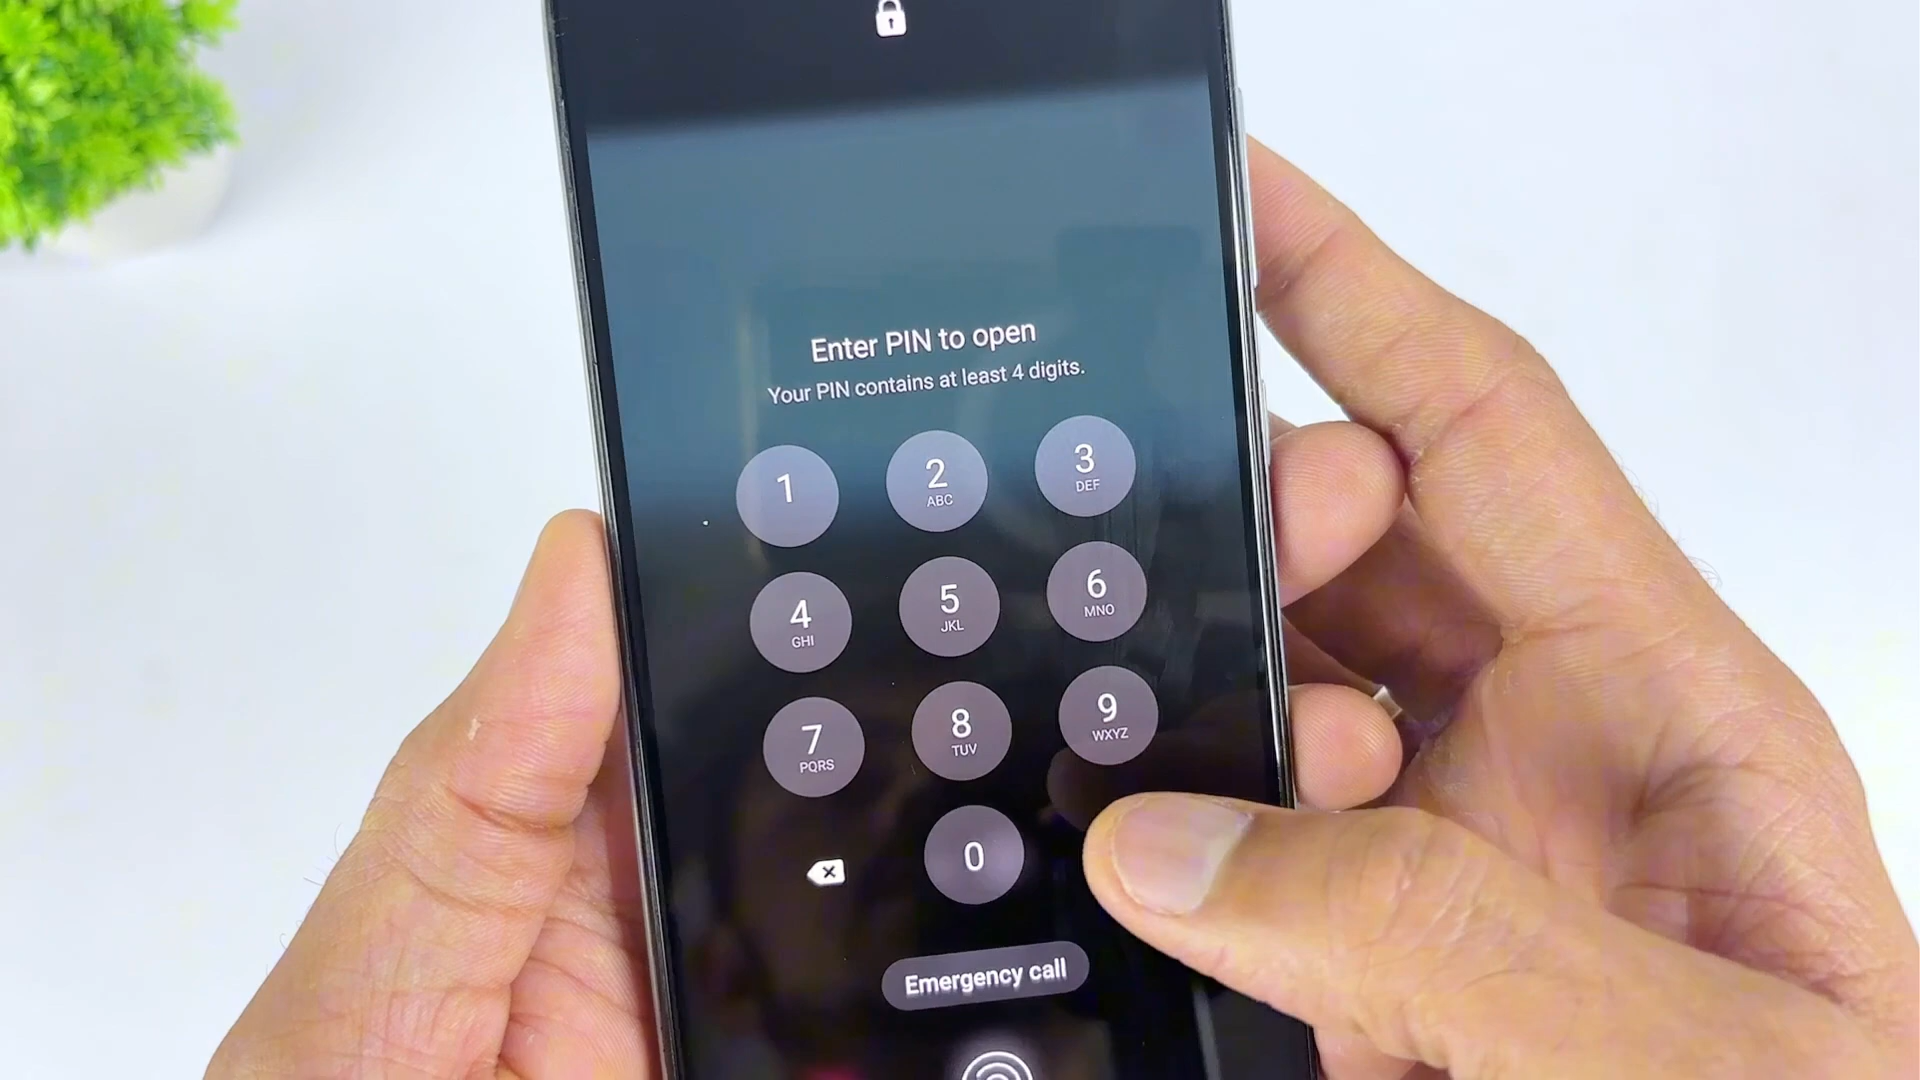 Enter PIN to open
Your PIN contains at least 4 digits.
1
2
ABC
3
DEF
4
GHI
5
JKL
6
MNO
7
PQRS
8
TUV
9
WXYZ
0
Emergency call